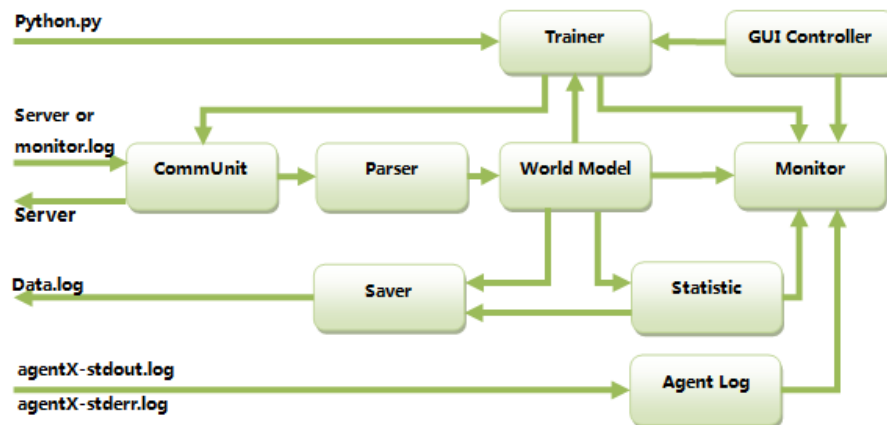 Python.py
Trainer
GUI Controller
Server or
monitor.log
CommUnit
Parser
World Model
Monitor
Server
Data.log
Saver
Statistic
agentX-stdout.log
Agent Log
agentX-stderr.log